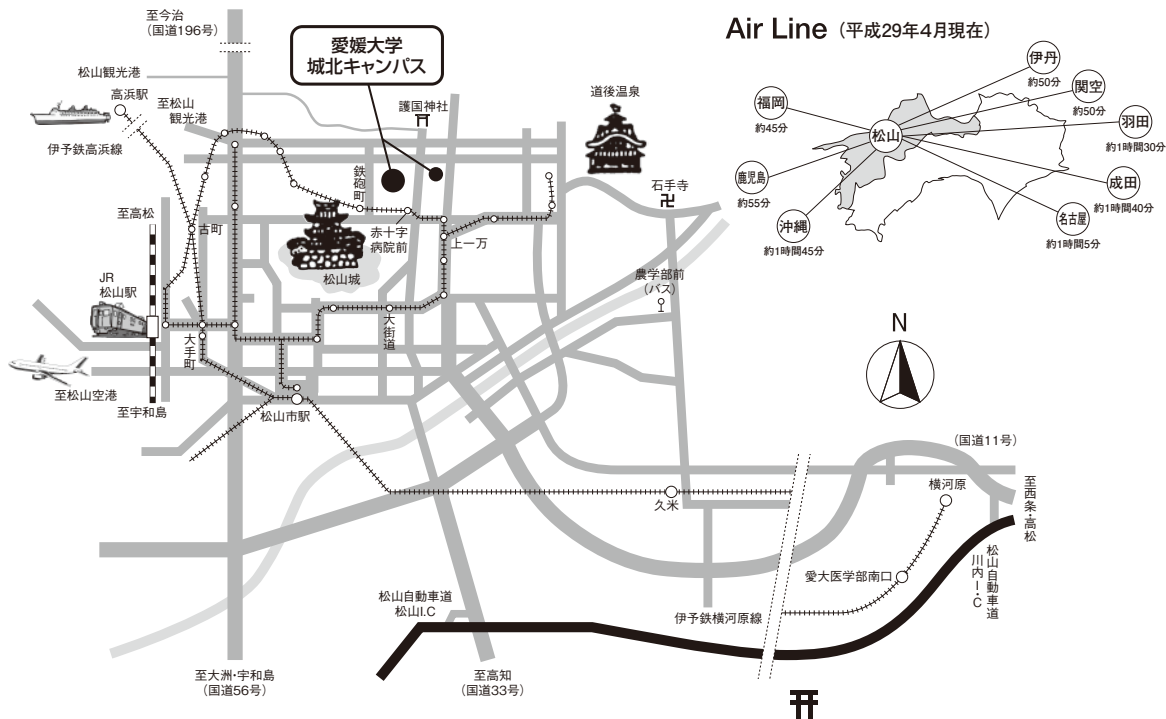 至今治
(国道196号)
愛媛大学
城北キャンパス
松山観光港
高浜駅
至松山
観光港
伊予鉄高浜線
護国神社
道後温泉
鉄砲町
石手寺
至高松
古町
赤十字
病院前
上一万
松山城
農学部前
(バス)
JR
松山駅
大手町
大街道
至松山空港
至宇和島
松山市駅
久米
(国道11号)
横河原
至西条・高松
愛大医学部南口
松山自動車道
川内I・C
松山自動車道
松山I.C
伊予鉄横河原線
至大洲・宇和島
(国道56号)
至高知
(国道33号)
Air Line(平成29年4月現在)
伊丹
約50分
関空
約50分
福岡
約45分
羽田
約1時間30分
松山
鹿児島
約55分
成田
約1時間40分
沖縄
約1時間45分
名古屋
約1時間5分
N